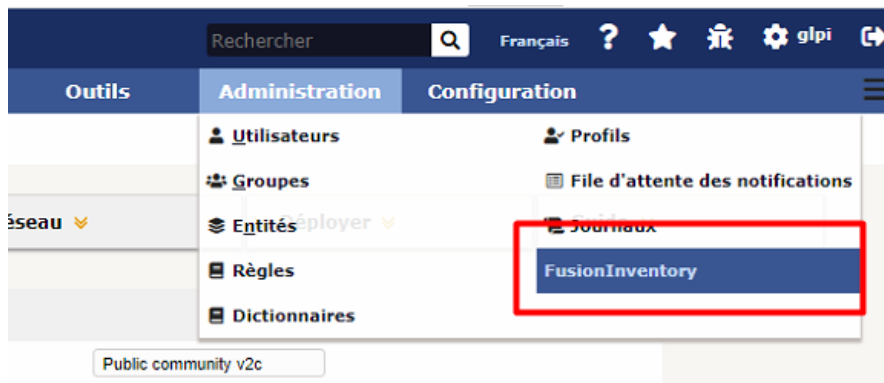 Rechercher Français ? glpi
Outils Administration Configuration
Utilisateurs Profils
Groupes File d'attente des notifications
éseau Entités éployer Journaux
Règles FusionInventory
Dictionnaires
Public community v2c